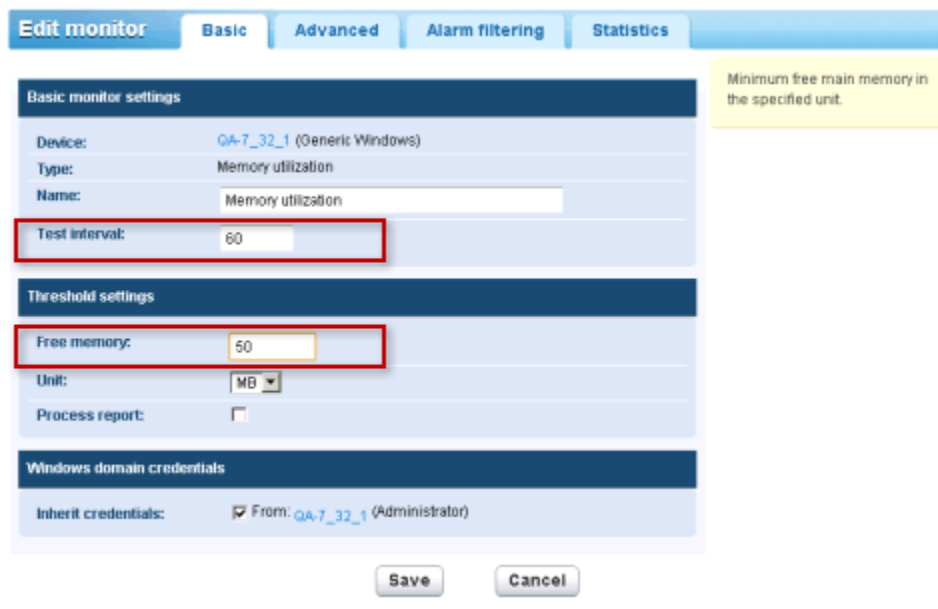 Edit monitor Basic Advanced Alarm filtering Statistics
Minimum free main memory in
the specified unit.
Basic monitor settings
Device: QA-7_32_1 (Generic Windows)
Type: Memory utilization
Name: Memory utilization
Test interval: 60
Threshold settings
Free memory: 50
Unit: MB
Process report:
Windows domain credentials
Inherit credentials: From: QA-7_32_1 (Administrator)
Save Cancel